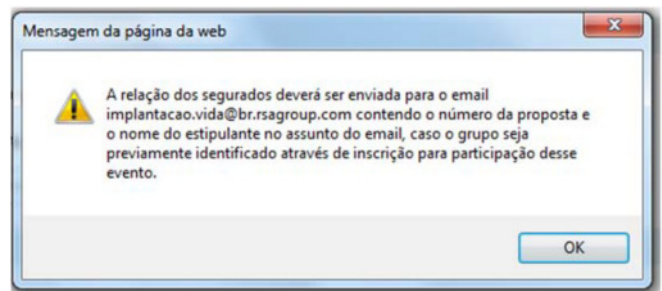 Mensagem da página da web
A relação dos segurados deverá ser enviada para o email
implantacao.vida@br.rsagroup.com contendo o número da proposta e
o nome do estipulante no assunto do email, caso o grupo seja
previamente identificado através de inscrição para participação desse
evento.
OK